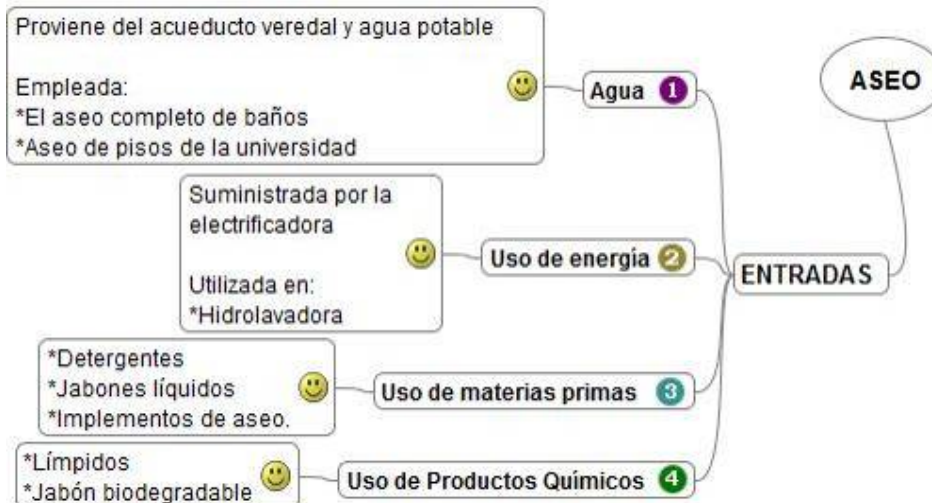 ASEO
ENTRADAS
Agua 1
Proviene del acueducto veredal y agua potable
Empleada:
*El aseo completo de baños
*Aseo de pisos de la universidad
Uso de energía 2
Suministrada por la
electrificadora
Utilizada en:
*Hidrolavadora
Uso de materias primas 3
*Detergentes
*Jabones líquidos
*Implementos de aseo.
Uso de Productos Químicos 4
*Límpidos
*Jabón biodegradable